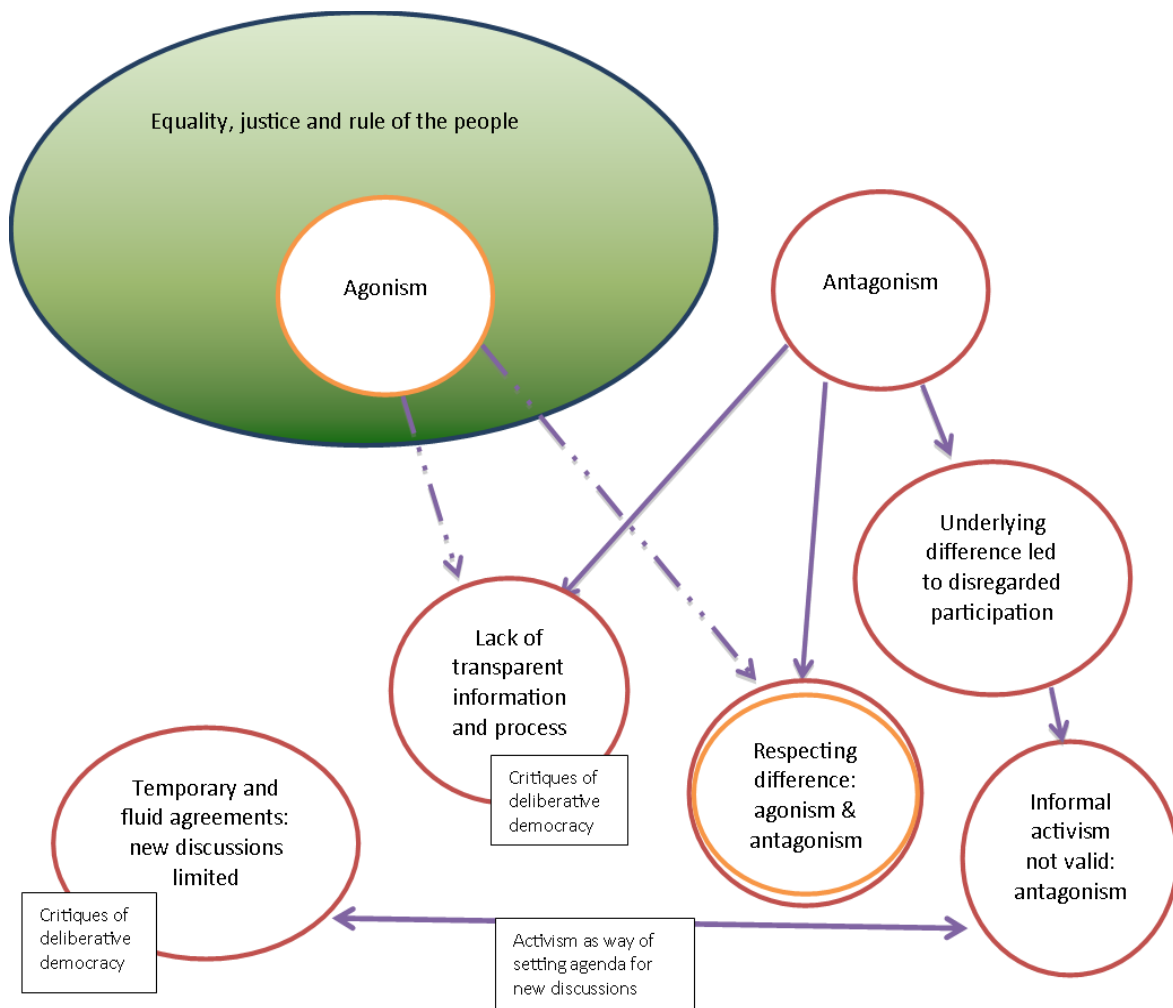 Equality, justice and rule of the people
Agonism
Antagonism
Underlying
difference led
to disregarded
participation
Lack of
transparent
information
and process
Critiques of
deliberative
democracy
Respecting
difference:
agonism &
antagonism
Temporary and
fluid agreements:
new discussions
limited
Critiques of
deliberative
democracy
Informal
activism
not valid:
antagonism
Activism as way of
setting agenda for
new discussions